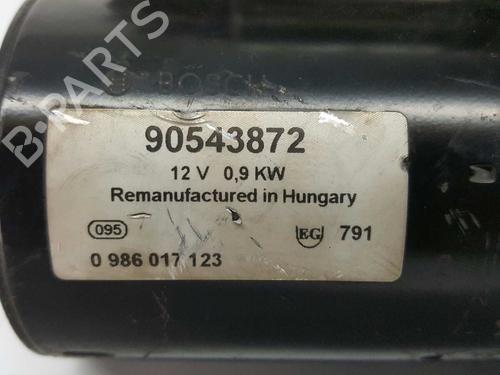 BOSCH
90543872
12 V 0,9 KW
Remanufactured in Hungary
095 EG 791
0 986 017 123
B-PARTS